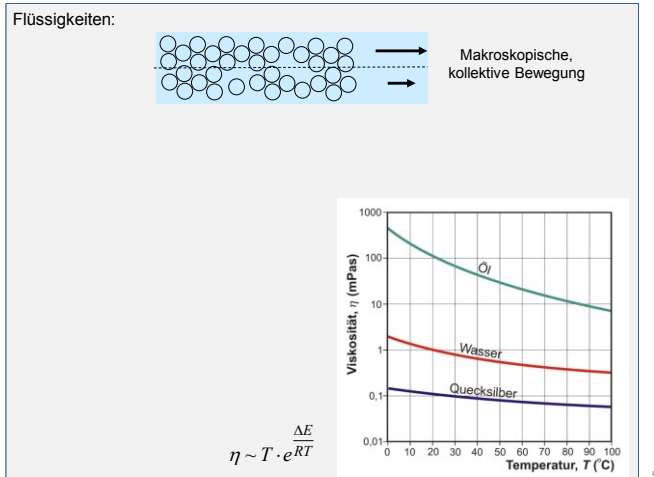 Flüssigkeiten:
Makroskopische,
kollektive Bewegung
Viskosität, η (mPas)
1000
100
10
1
0,1
0,01
Öl
Wasser
Quecksilber
0 10 20 30 40 50 60 70 80 90 100
Temperatur, T (°C)
η ~ T · e^(ΔE/RT)